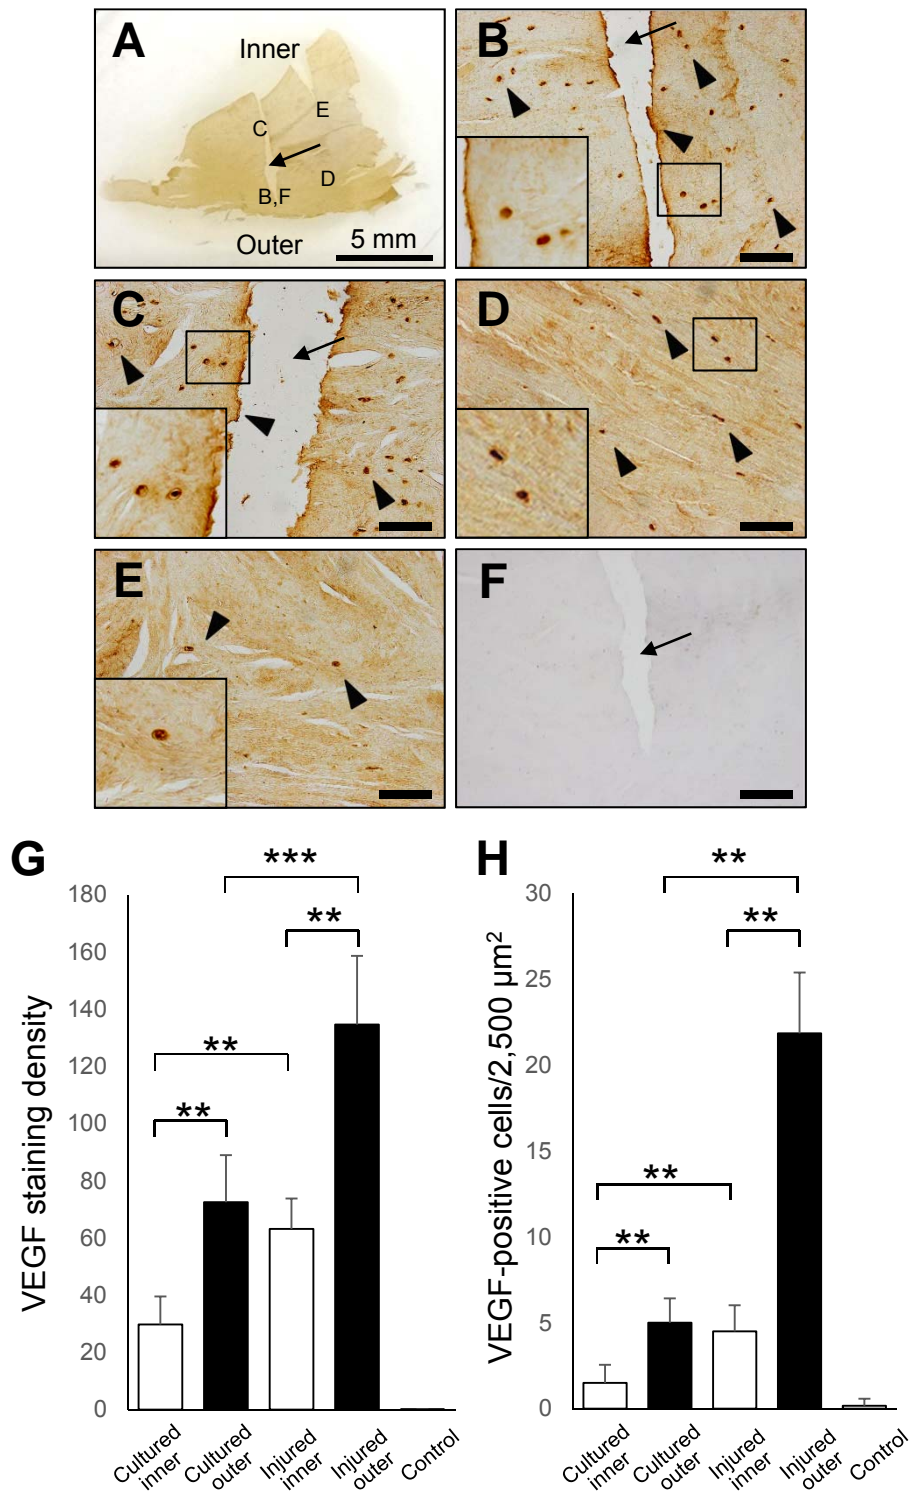 A
Inner
C
E
D
B,F
Outer
5 mm
B
C
D
E
F
G
***
**
**
**
VEGF staining density
180
160
140
120
100
80
60
40
20
0
Cultured
inner
Cultured
outer
Injured
inner
Injured
outer
Control
H
**
**
**
**
VEGF-positive cells/2,500 µm²
30
25
20
15
10
5
0
Cultured
inner
Cultured
outer
Injured
inner
Injured
outer
Control